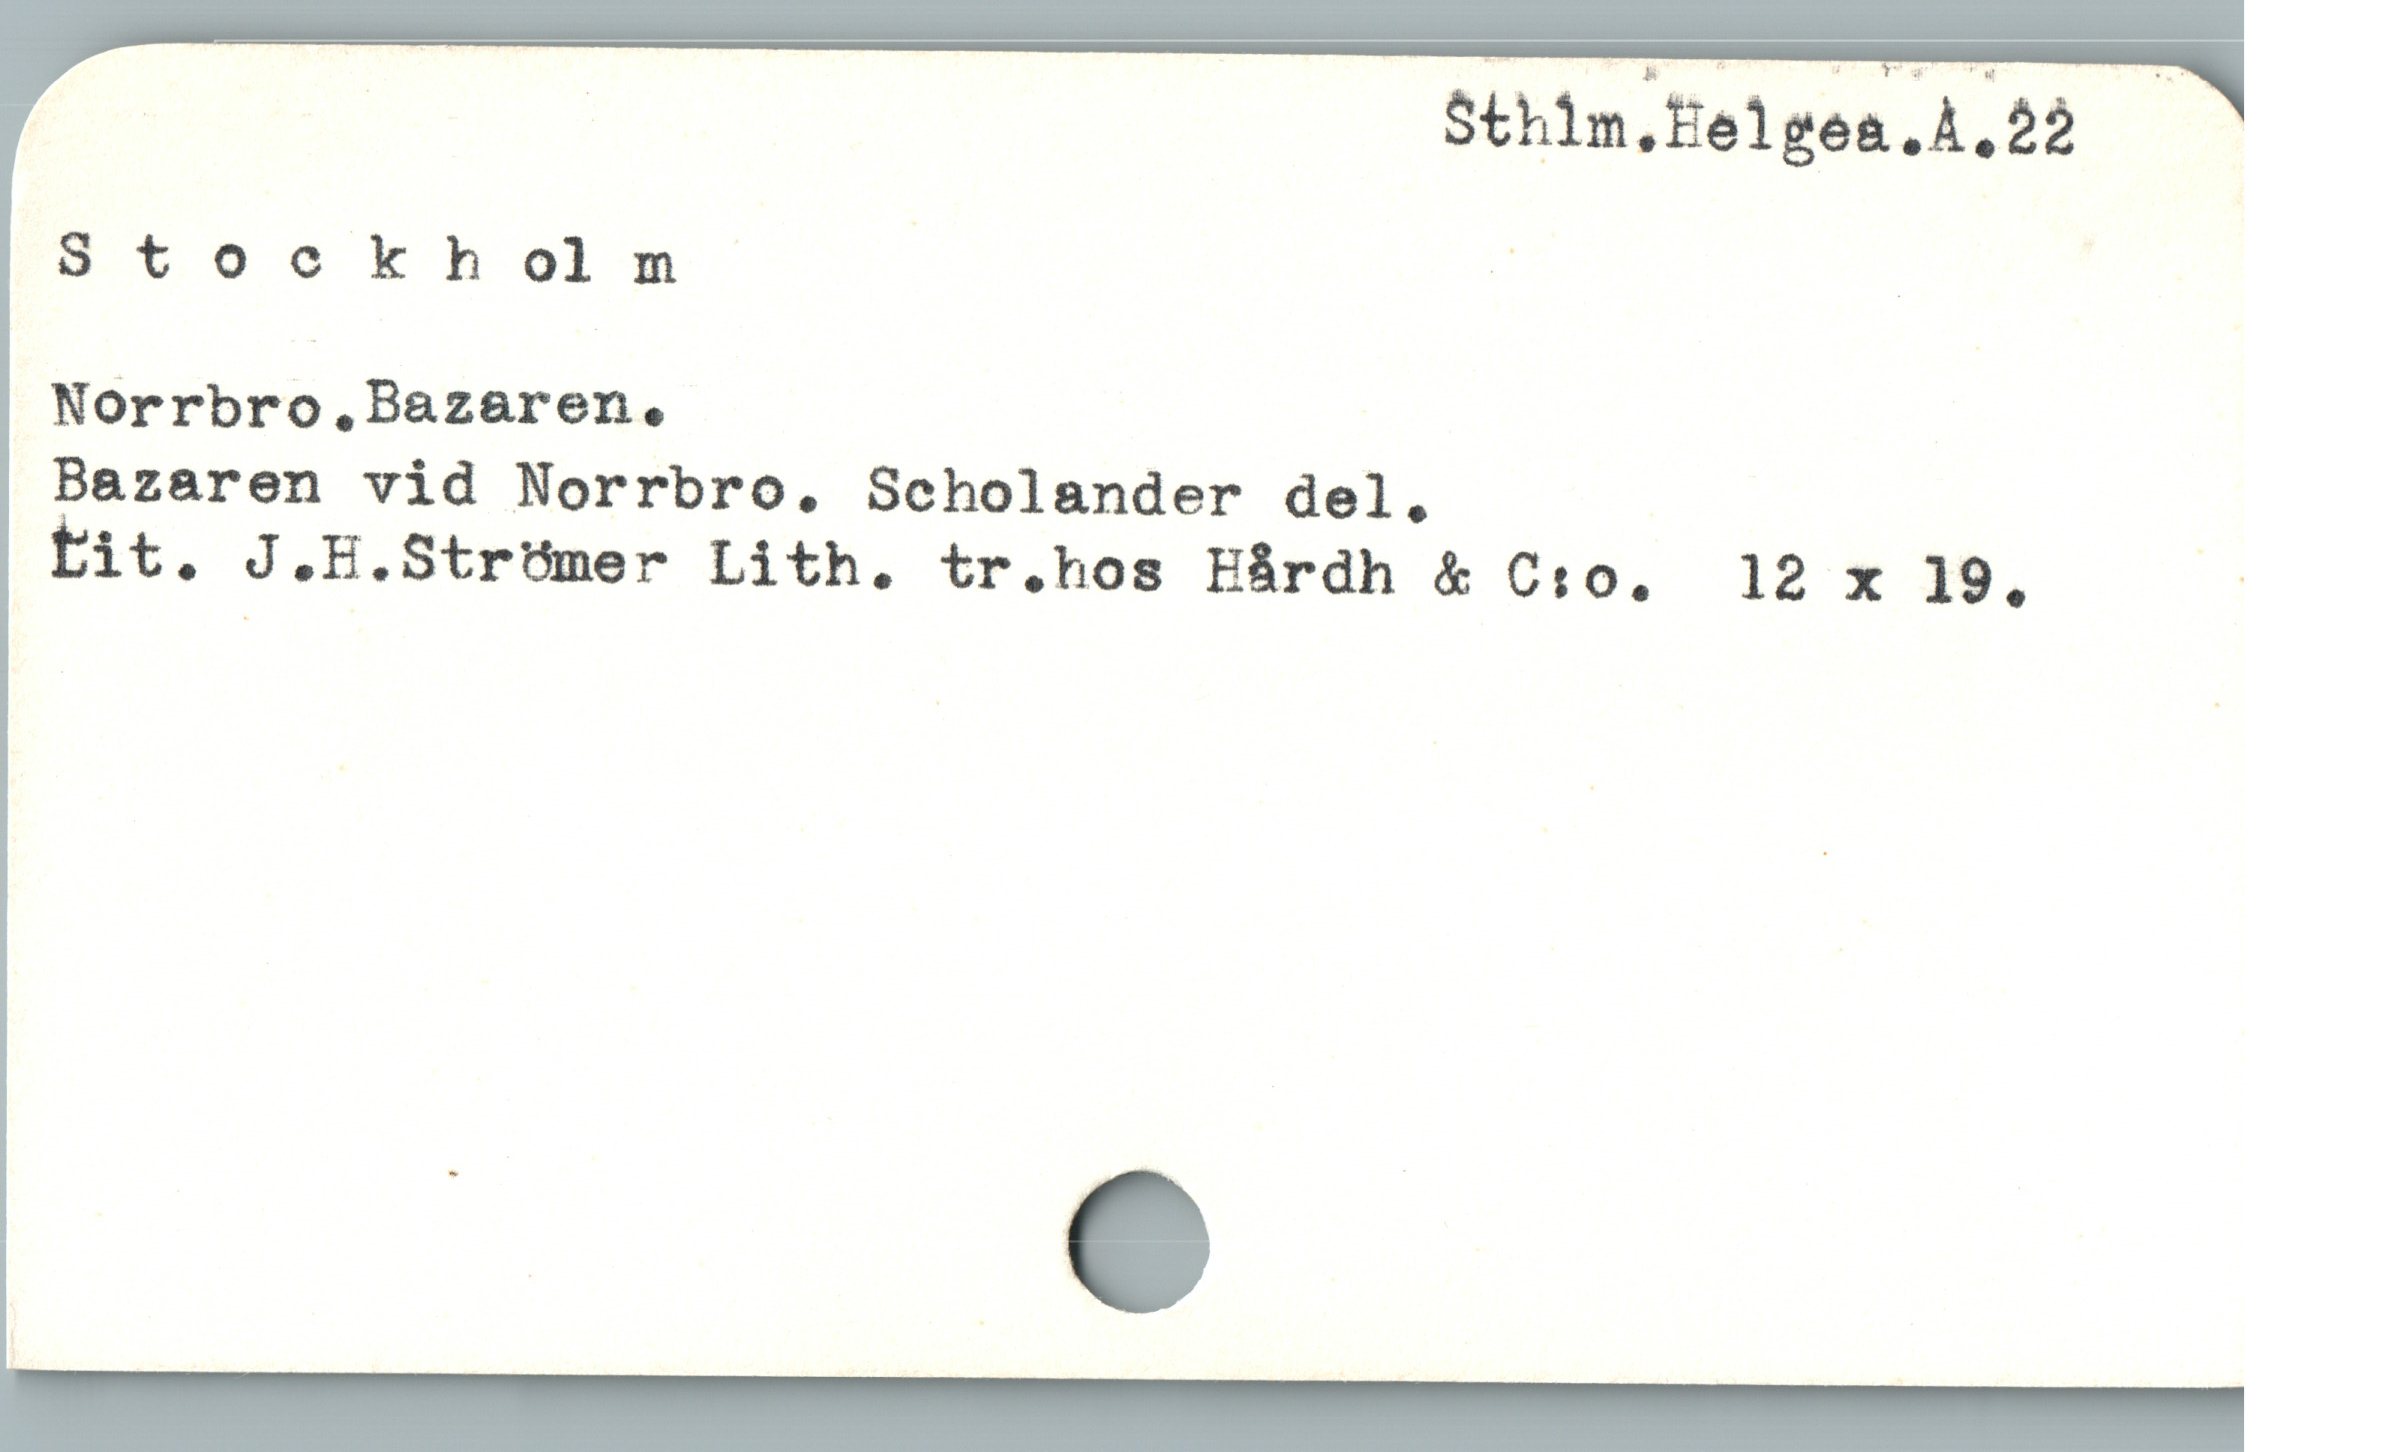 Sthlm.Helgea.A.22
S t o c k h ol m
Norrbro.Bazaren.
Bazaren vid Norrbro. Scholander del.
Lit. J.H.Strömer Lith. tr.hos Hårdh & C:o. 12 x 19.